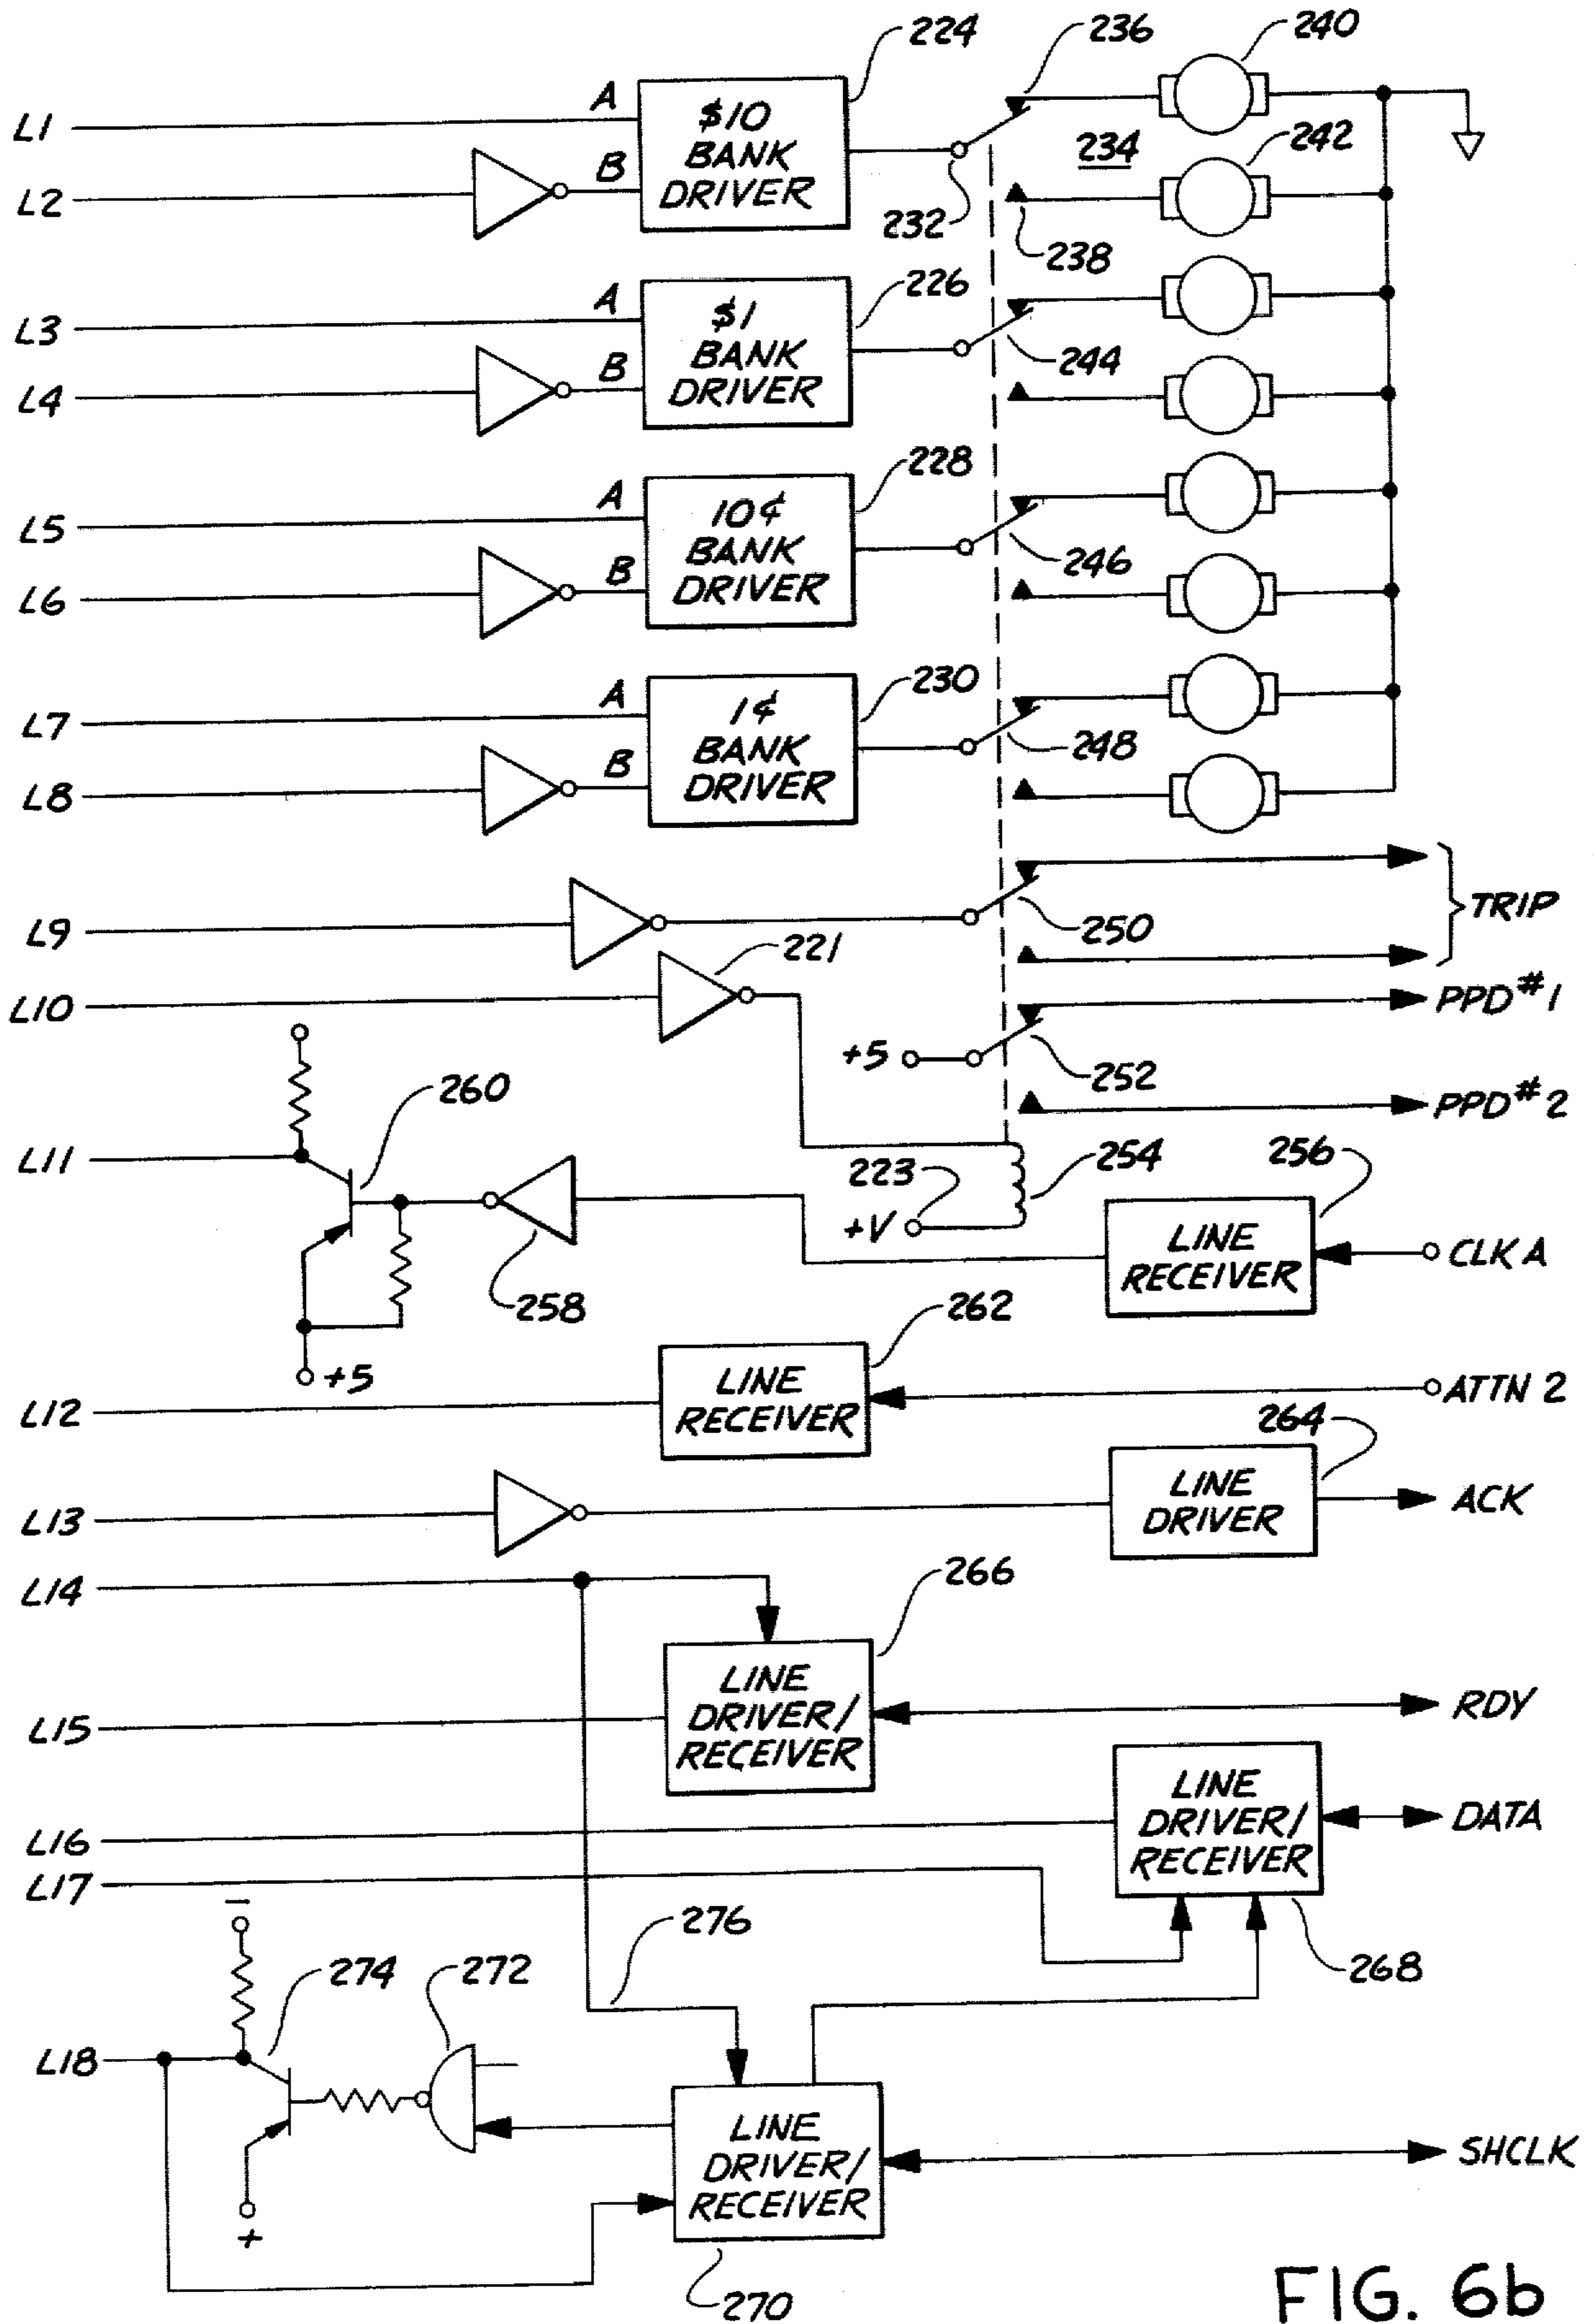 224
236
240
L1
A
$10
BANK
DRIVER
L2
B
232
234
238
242
226
L3
A
$1
BANK
DRIVER
L4
B
244
228
L5
A
10¢
BANK
DRIVER
L6
B
246
230
L7
A
1¢
BANK
DRIVER
L8
B
248
L9
250
TRIP
221
L10
PPD #1
+5
252
PPD #2
260
L11
223
+V
254
256
LINE
RECEIVER
CLK A
258
+5
262
L12
LINE
RECEIVER
ATTN 2
264
L13
LINE
DRIVER
ACK
L14
266
L15
LINE
DRIVER/
RECEIVER
RDY
L16
LINE
DRIVER/
RECEIVER
DATA
L17
–
276
268
274
272
L18
+
LINE
DRIVER/
RECEIVER
SHCLK
270
FIG. 6b